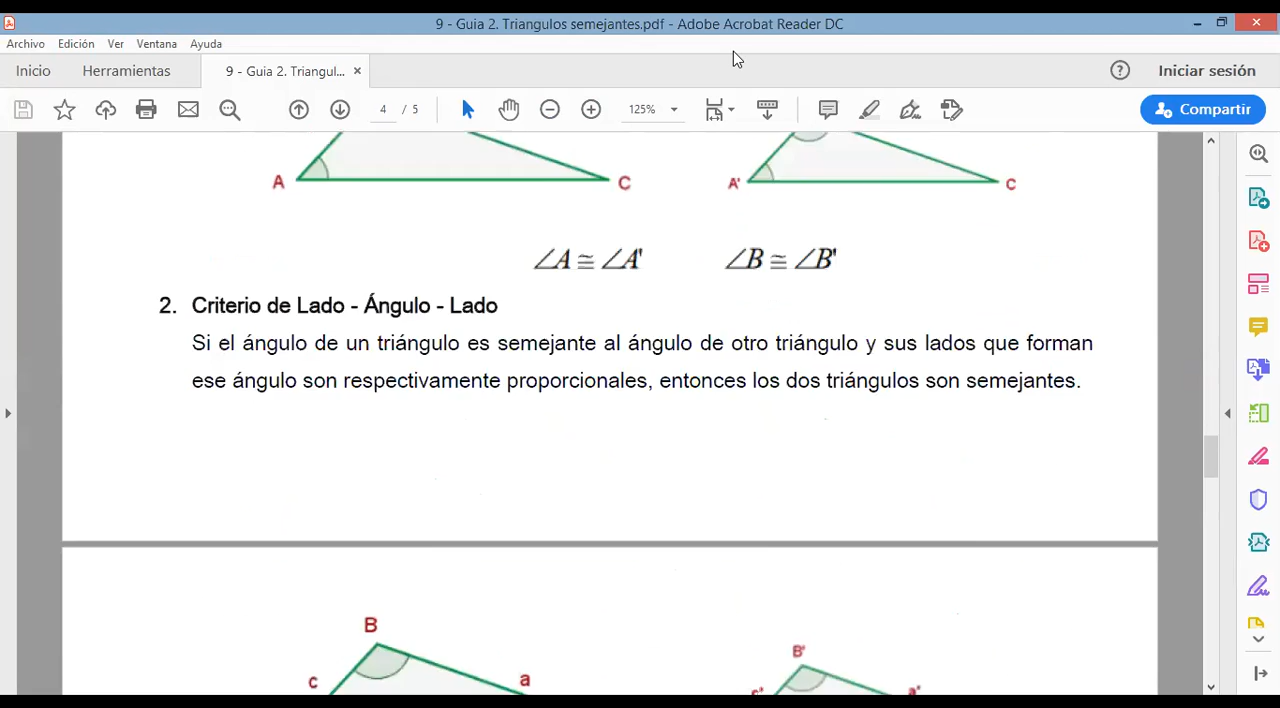 9 - Guia 2. Triangulos semejantes.pdf - Adobe Acrobat Reader DC
Archivo Edición Ver Ventana Ayuda
Inicio Herramientas 9 - Guia 2. Triangul... × Iniciar sesión
4 / 5 125% Compartir
A C A' C
∠A ≅ ∠A' ∠B ≅ ∠B'
2. Criterio de Lado - Ángulo - Lado
Si el ángulo de un triángulo es semejante al ángulo de otro triángulo y sus lados que forman
ese ángulo son respectivamente proporcionales, entonces los dos triángulos son semejantes.
B B'
c a c' a'